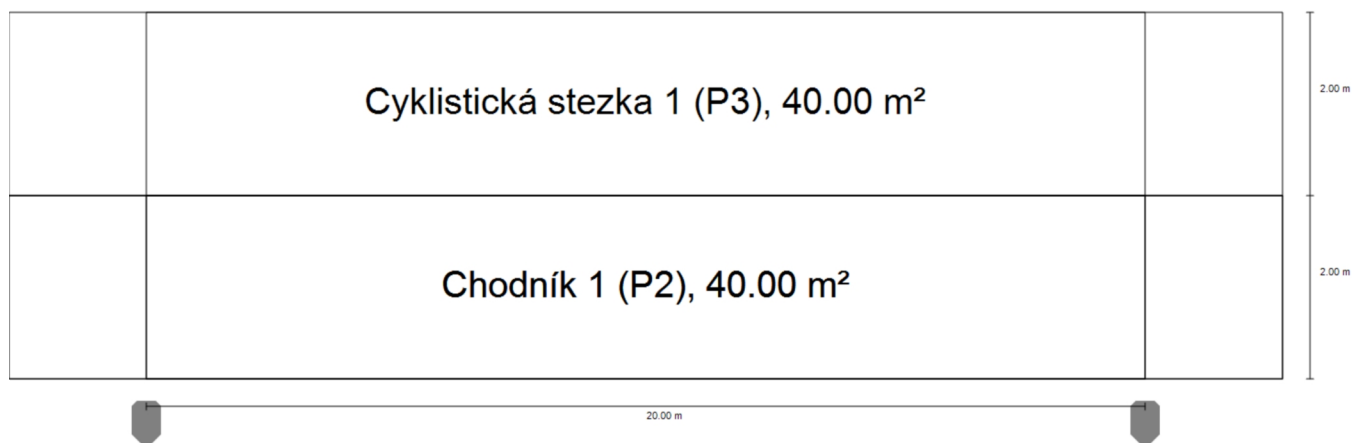 Cyklistická stezka 1 (P3), 40.00 m²
2.00 m
Chodník 1 (P2), 40.00 m²
2.00 m
20.00 m